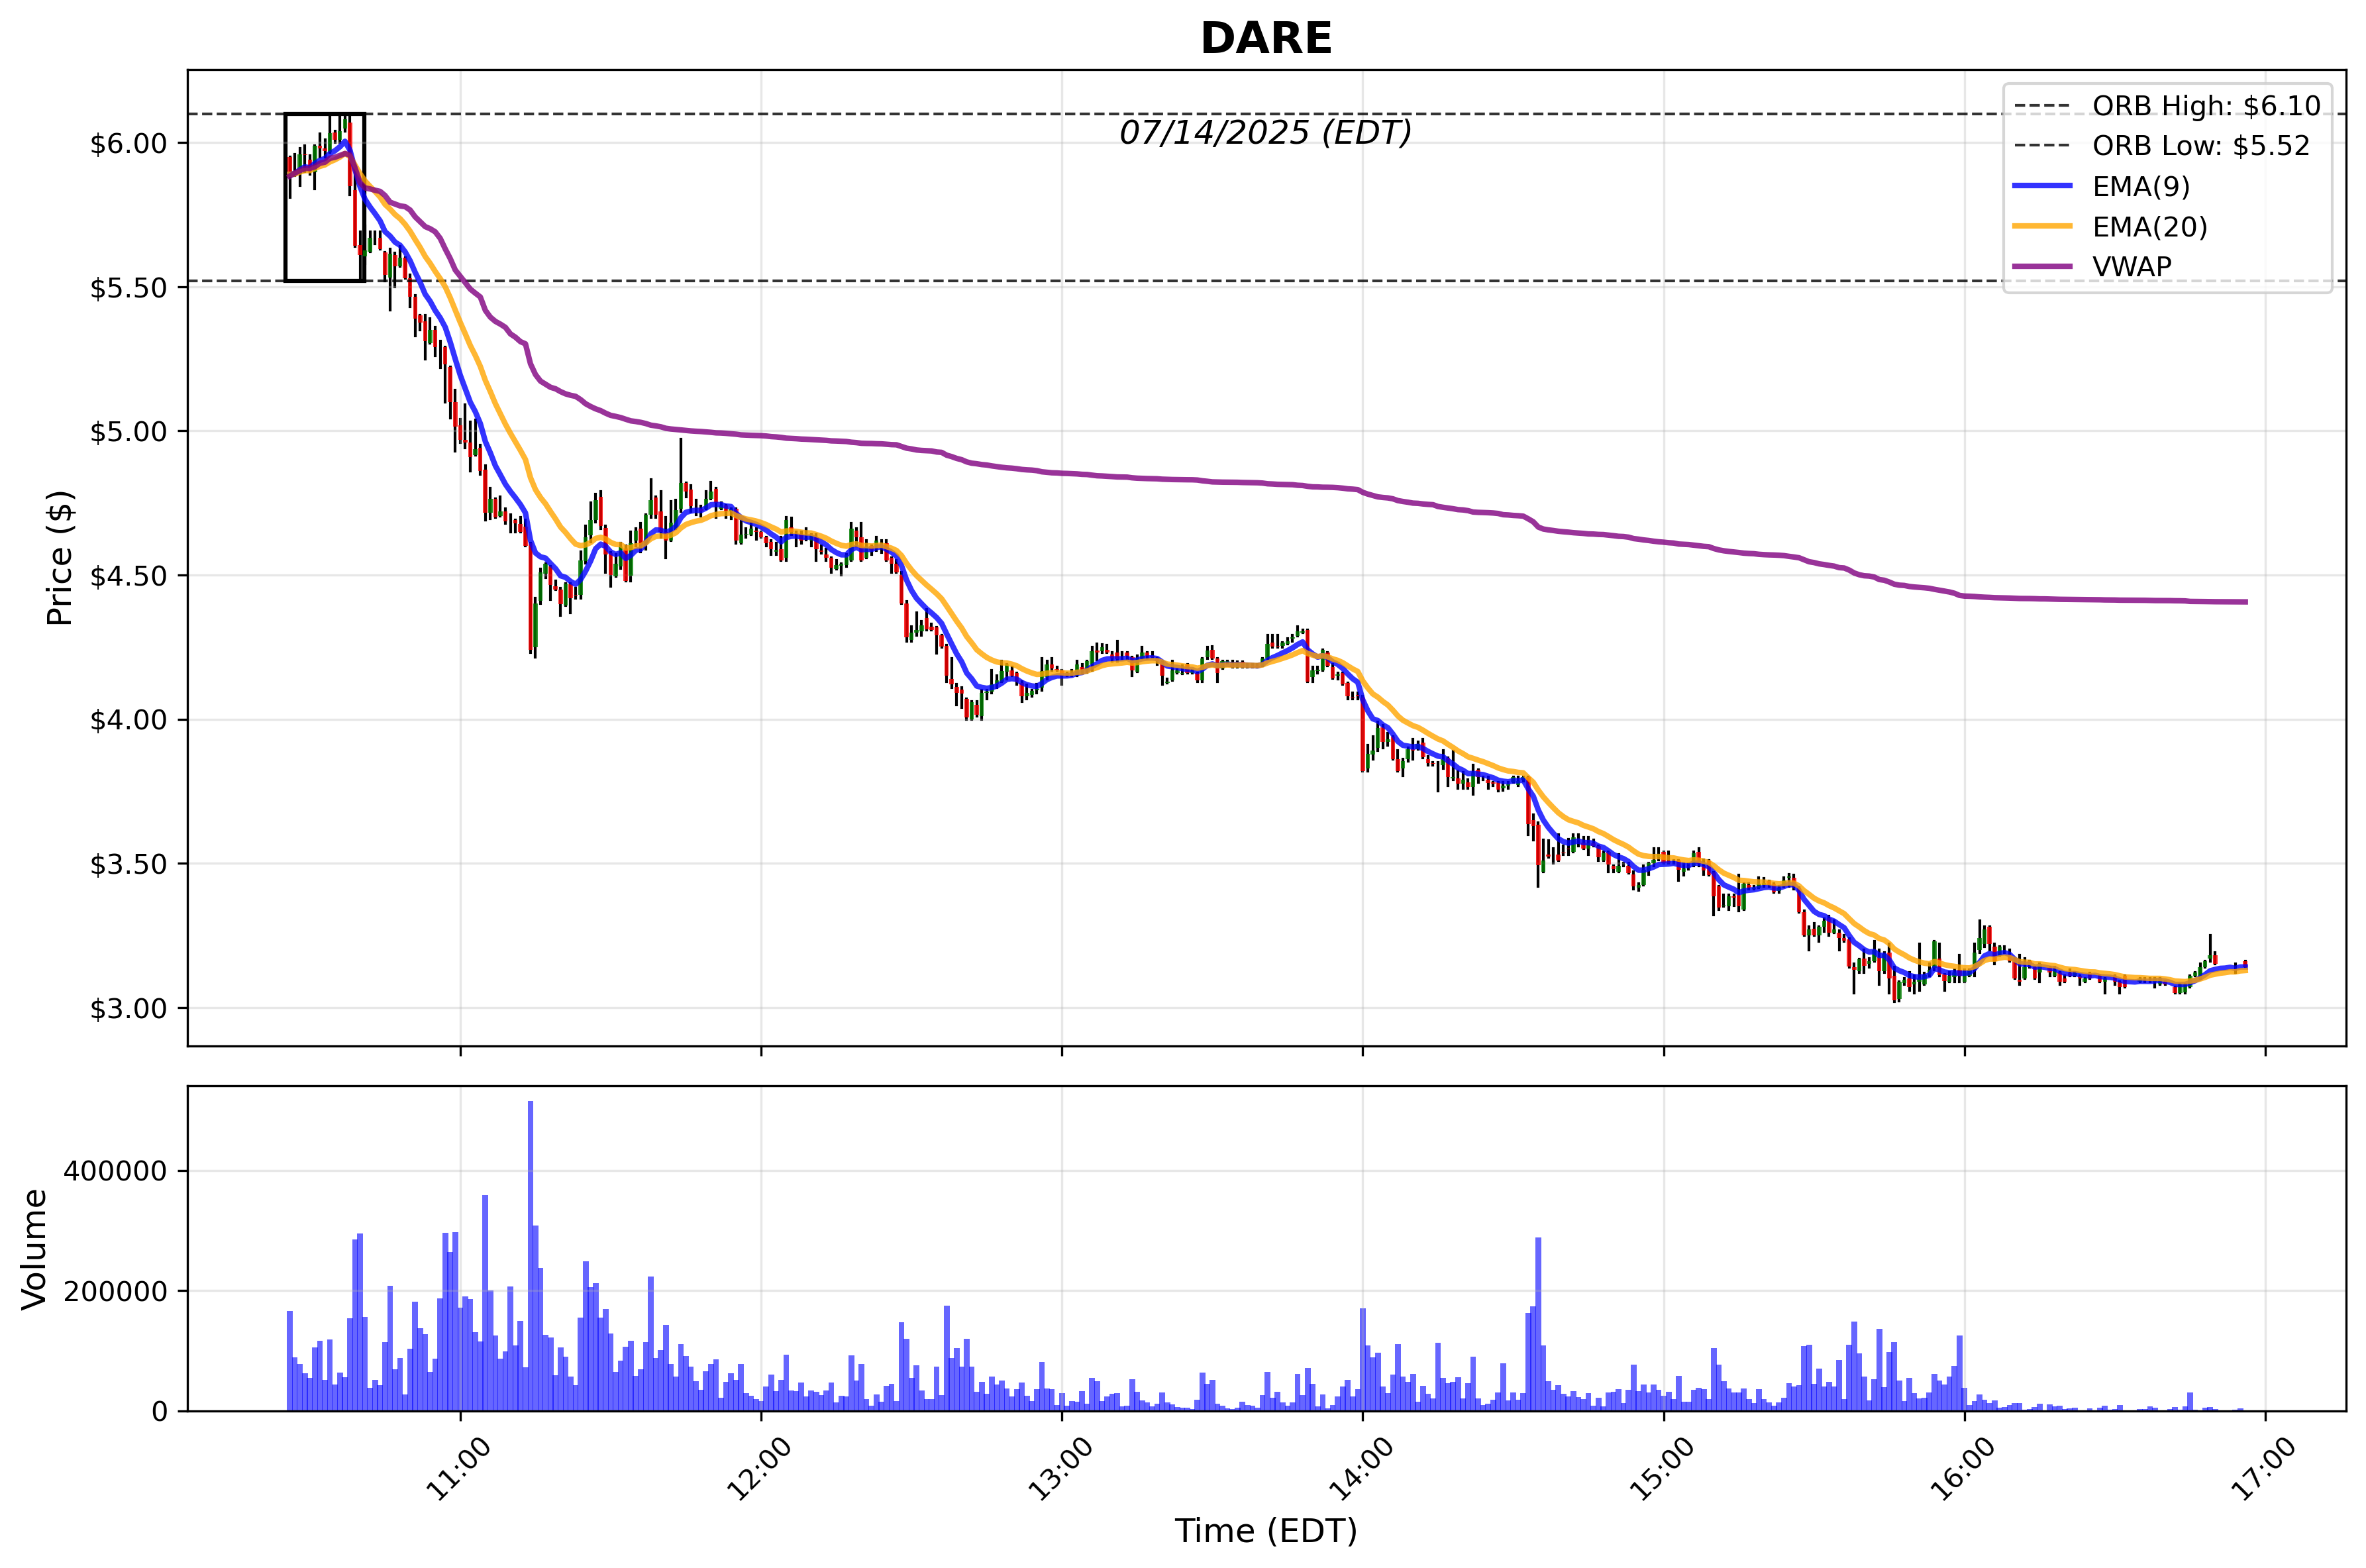 DARE
07/14/2025 (EDT)
ORB High: $6.10
ORB Low: $5.52
EMA(9)
EMA(20)
VWAP
Price ($)
$6.00
$5.50
$5.00
$4.50
$4.00
$3.50
$3.00
Volume
400000
200000
0
11:00
12:00
13:00
14:00
15:00
16:00
17:00
Time (EDT)